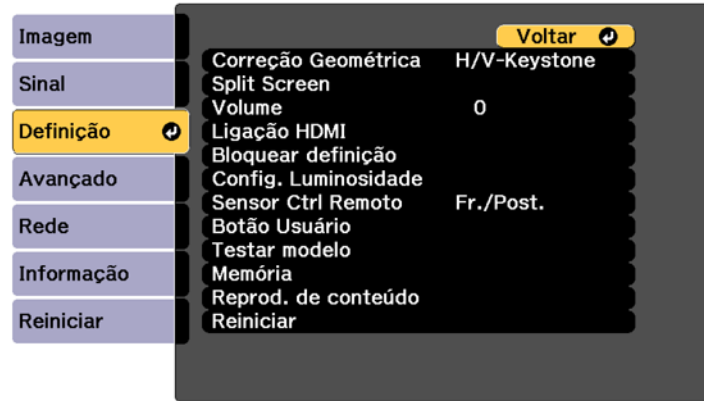 Imagem
Sinal
Definição
Avançado
Rede
Informação
Reiniciar
Voltar
Correção Geométrica H/V-Keystone
Split Screen
Volume 0
Ligação HDMI
Bloquear definição
Config. Luminosidade
Sensor Ctrl Remoto Fr./Post.
Botão Usuário
Testar modelo
Memória
Reprod. de conteúdo
Reiniciar